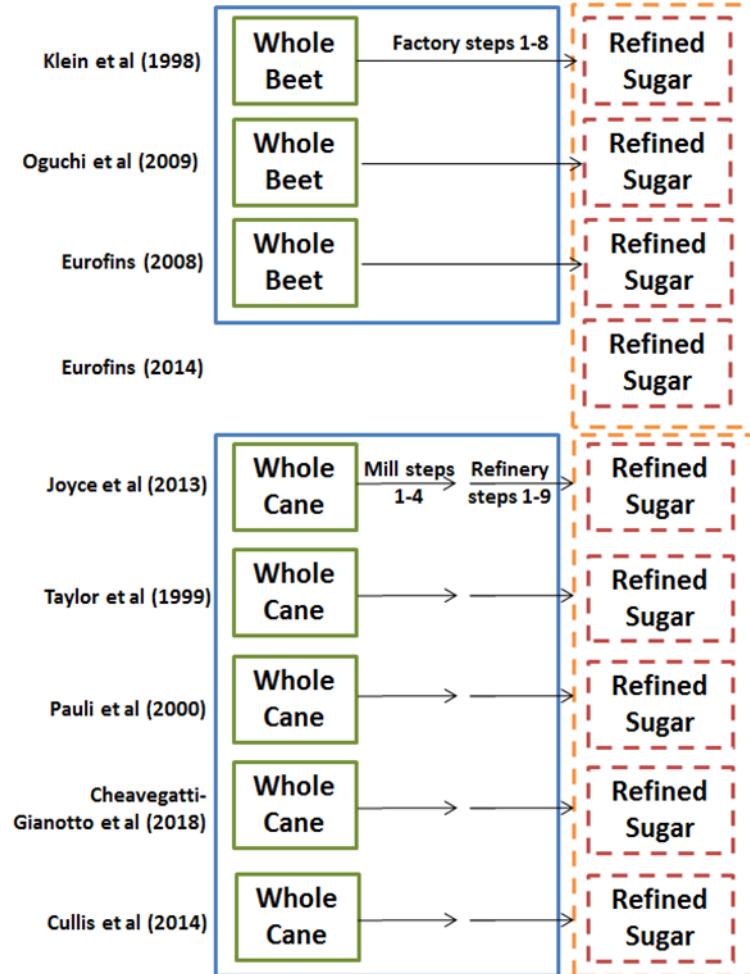 Klein et al (1998)
Whole
Beet
Factory steps 1-8
Refined
Sugar
Oguchi et al (2009)
Whole
Beet
Refined
Sugar
Eurofins (2008)
Whole
Beet
Refined
Sugar
Eurofins (2014)
Refined
Sugar
Joyce et al (2013)
Whole
Cane
Mill steps
1-4
Refinery
steps 1-9
Refined
Sugar
Taylor et al (1999)
Whole
Cane
Refined
Sugar
Pauli et al (2000)
Whole
Cane
Refined
Sugar
Cheavegatti-
Gianotto et al (2018)
Whole
Cane
Refined
Sugar
Cullis et al (2014)
Whole
Cane
Refined
Sugar